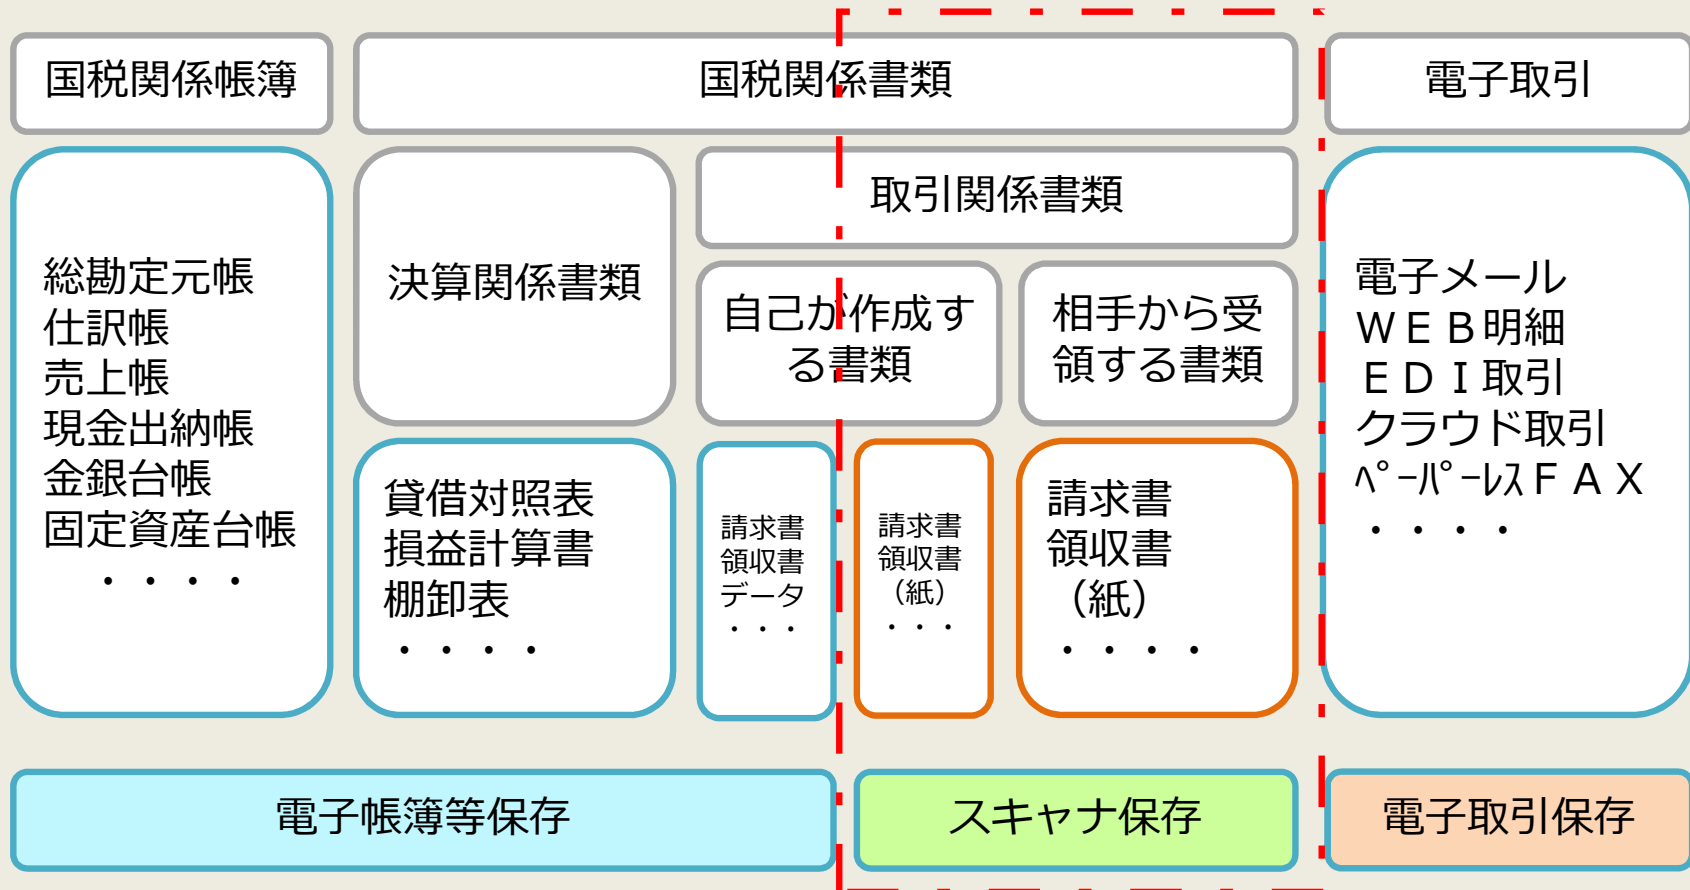 国税関係帳簿
国税関係書類
電子取引
総勘定元帳
仕訳帳
売上帳
現金出納帳
金銀台帳
固定資産台帳
・・・・
決算関係書類
取引関係書類
自己が作成す
る書類
相手から受
領する書類
貸借対照表
損益計算書
棚卸表
・・・・
請求書
領収書
データ
・・・
請求書
領収書
（紙）
・・・
請求書
領収書
（紙）
・・・・
電子メール
ＷＥＢ明細
ＥＤＩ取引
クラウド取引
ﾍﾟｰﾊﾟｰﾚｽＦＡＸ
・・・・
電子帳簿等保存
スキャナ保存
電子取引保存